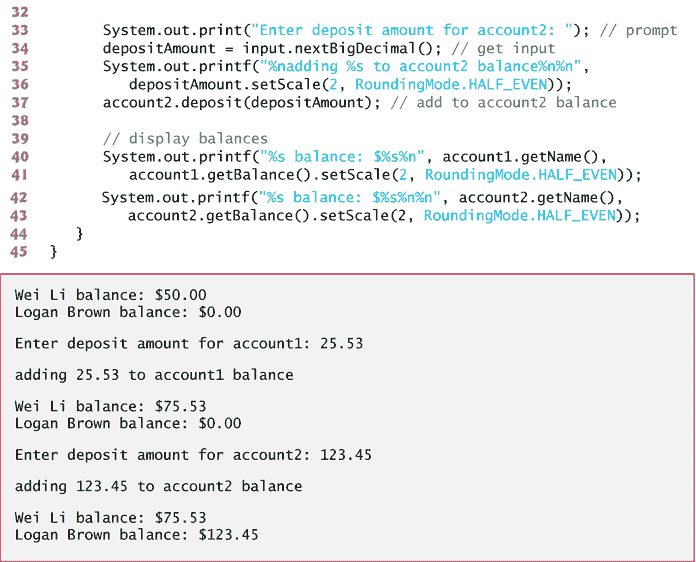 32
33 System.out.print("Enter deposit amount for account2: "); // prompt
34 depositAmount = input.nextBigDecimal(); // get input
35 System.out.printf("%nadding %s to account2 balance%n%n",
36 depositAmount.setScale(2, RoundingMode.HALF_EVEN));
37 account2.deposit(depositAmount); // add to account2 balance
38
39 // display balances
40 System.out.printf("%s balance: $%s%n", account1.getName(),
41 account1.getBalance().setScale(2, RoundingMode.HALF_EVEN));
42 System.out.printf("%s balance: $%s%n%n", account2.getName(),
43 account2.getBalance().setScale(2, RoundingMode.HALF_EVEN));
44 }
45 }
Wei Li balance: $50.00
Logan Brown balance: $0.00
Enter deposit amount for account1: 25.53
adding 25.53 to account1 balance
Wei Li balance: $75.53
Logan Brown balance: $0.00
Enter deposit amount for account2: 123.45
adding 123.45 to account2 balance
Wei Li balance: $75.53
Logan Brown balance: $123.45